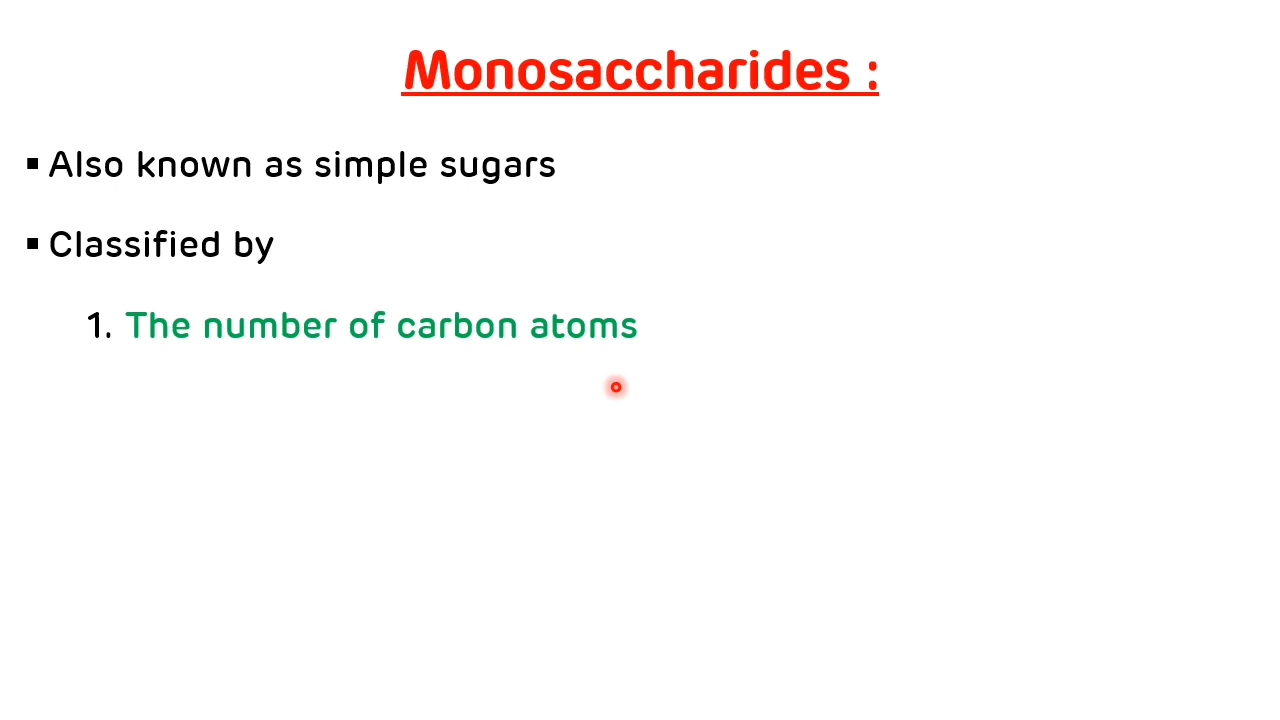 Monosaccharides :
▪ Also known as simple sugars
▪ Classified by
1. The number of carbon atoms